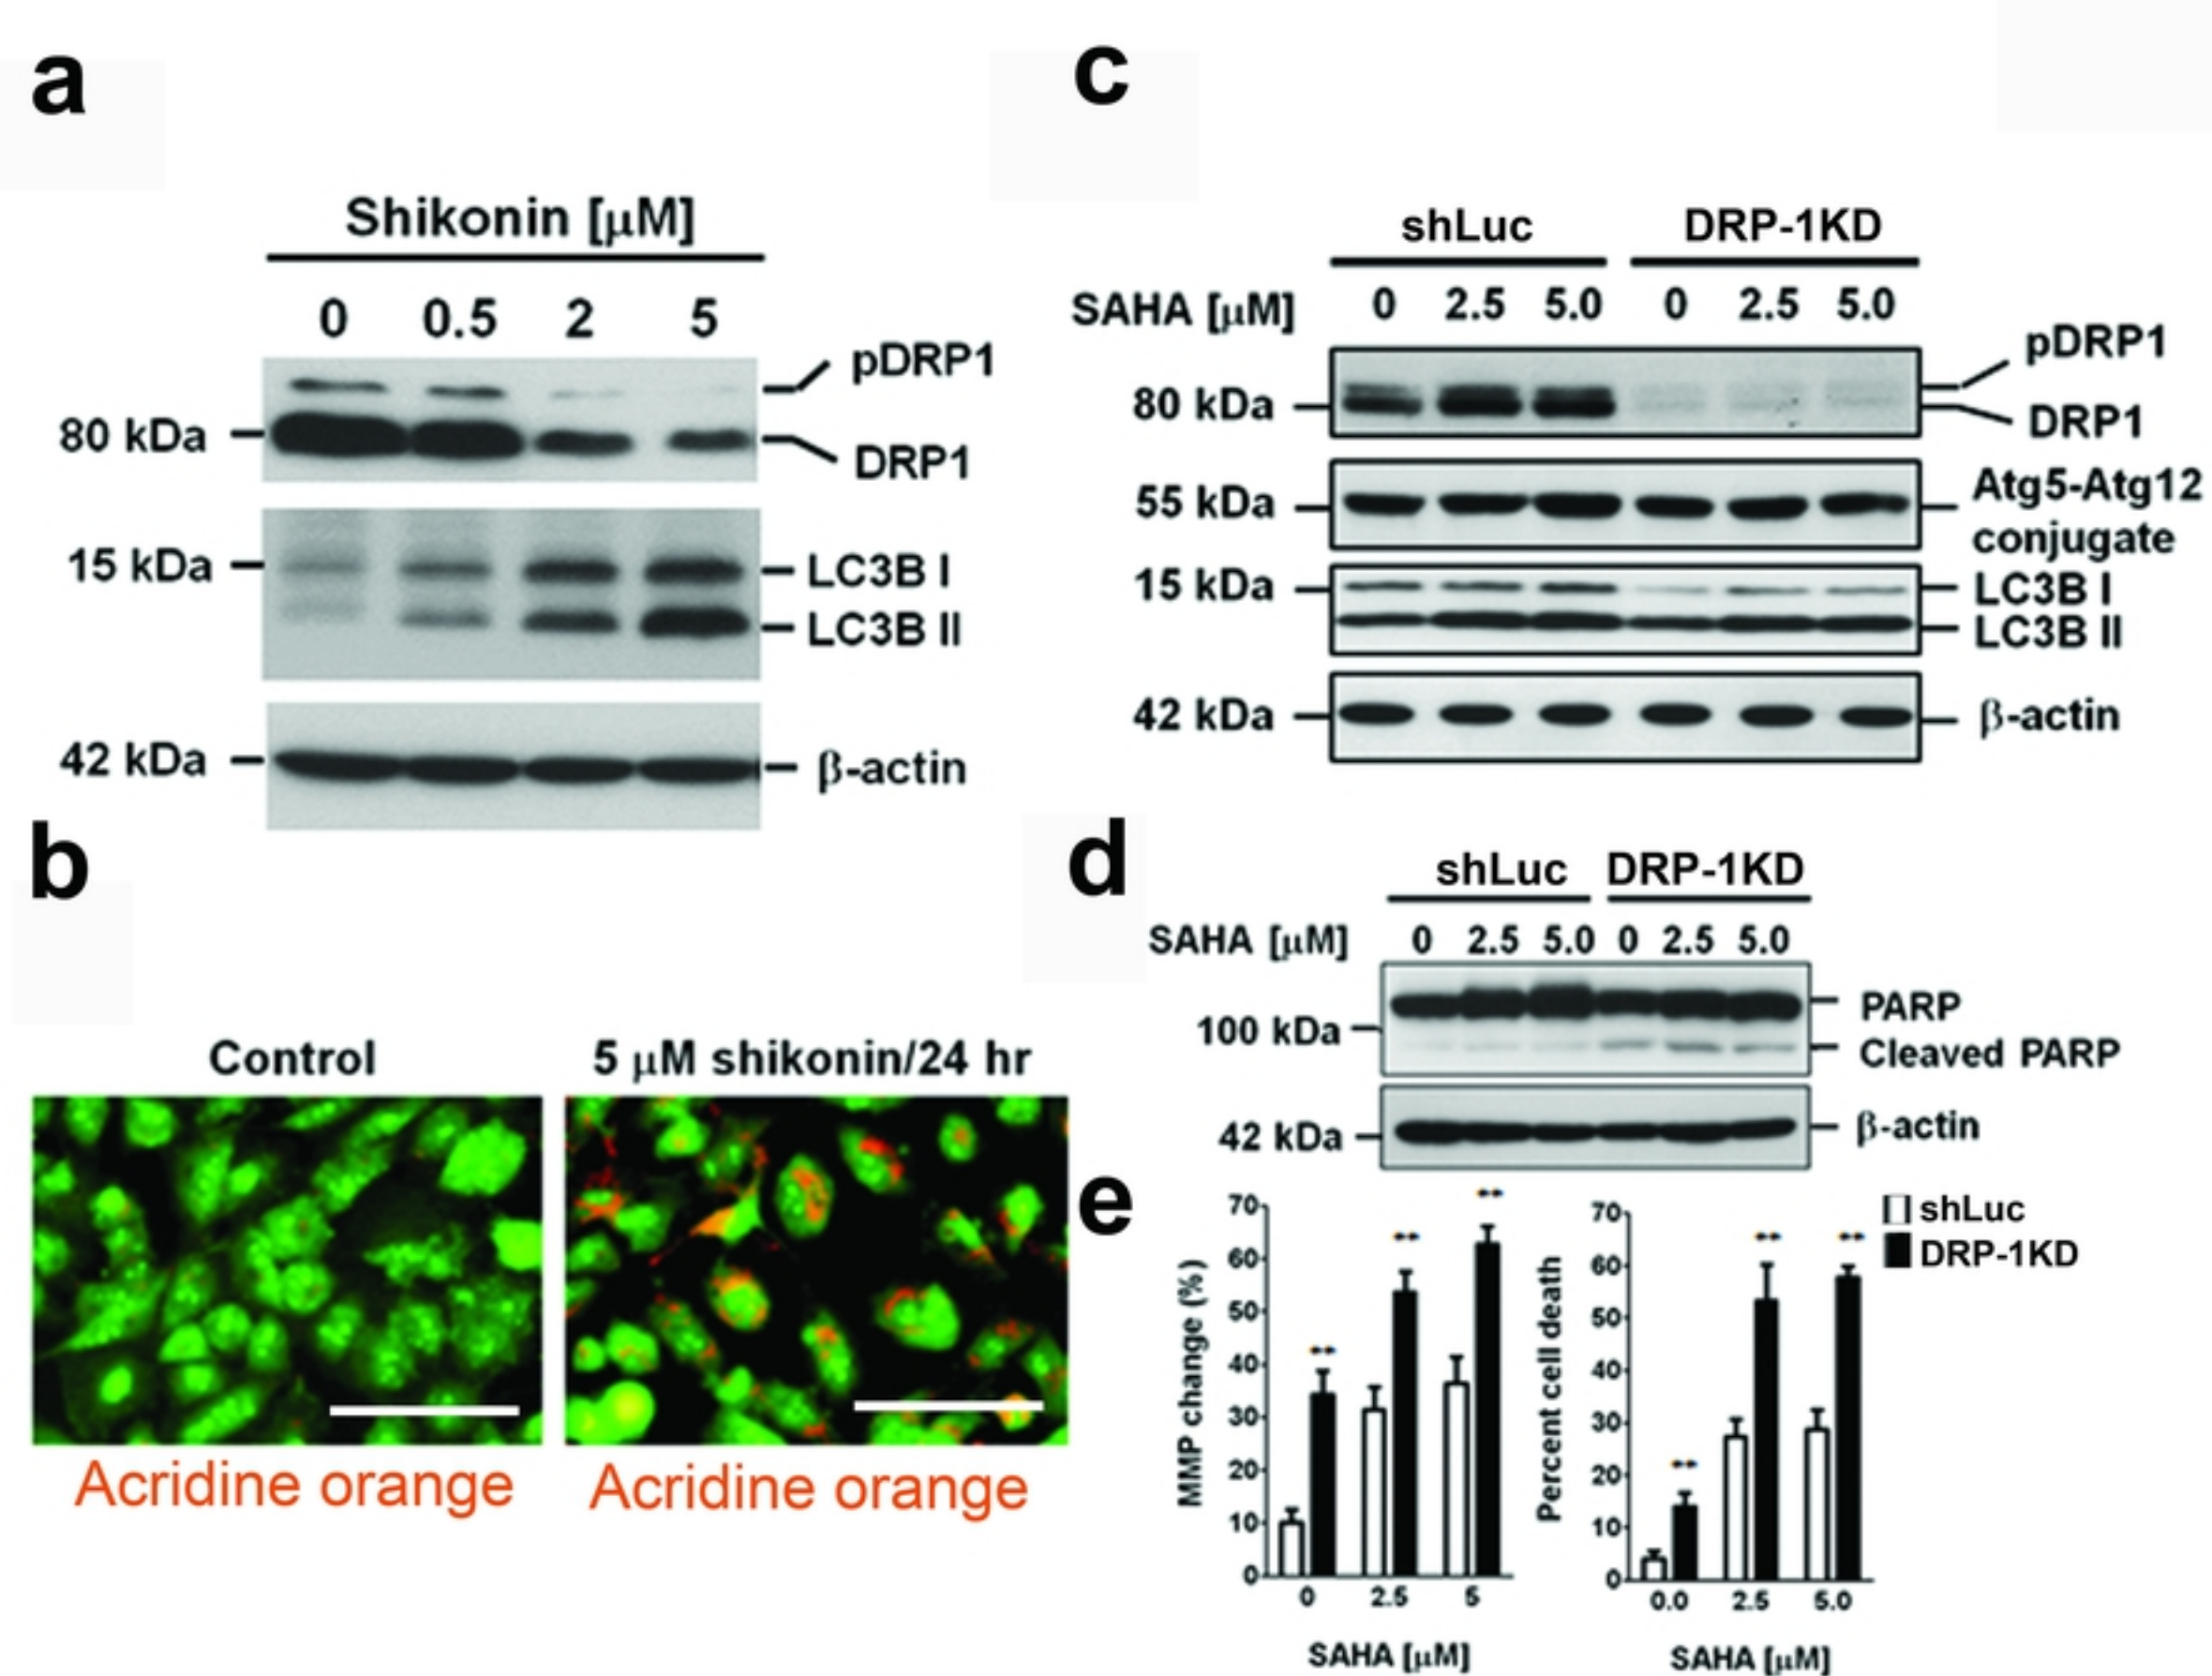 a
Shikonin [μM]
0 0.5 2 5
pDRP1
80 kDa
DRP1
15 kDa
LC3B I
LC3B II
42 kDa
β-actin
b
Control
5 μM shikonin/24 hr
Acridine orange
Acridine orange
c
shLuc
DRP-1KD
SAHA [μM] 0 2.5 5.0 0 2.5 5.0
pDRP1
80 kDa
DRP1
55 kDa
Atg5-Atg12
conjugate
15 kDa
LC3B I
LC3B II
42 kDa
β-actin
d
shLuc DRP-1KD
SAHA [μM] 0 2.5 5.0 0 2.5 5.0
PARP
100 kDa
Cleaved PARP
42 kDa
β-actin
e
MMP change (%)
70
60
50
40
30
20
10
0
**
**
**
0 2.5 5
SAHA [μM]
Percent cell death
70
60
50
40
30
20
10
0
**
**
**
0.0 2.5 5.0
SAHA [μM]
shLuc
DRP-1KD